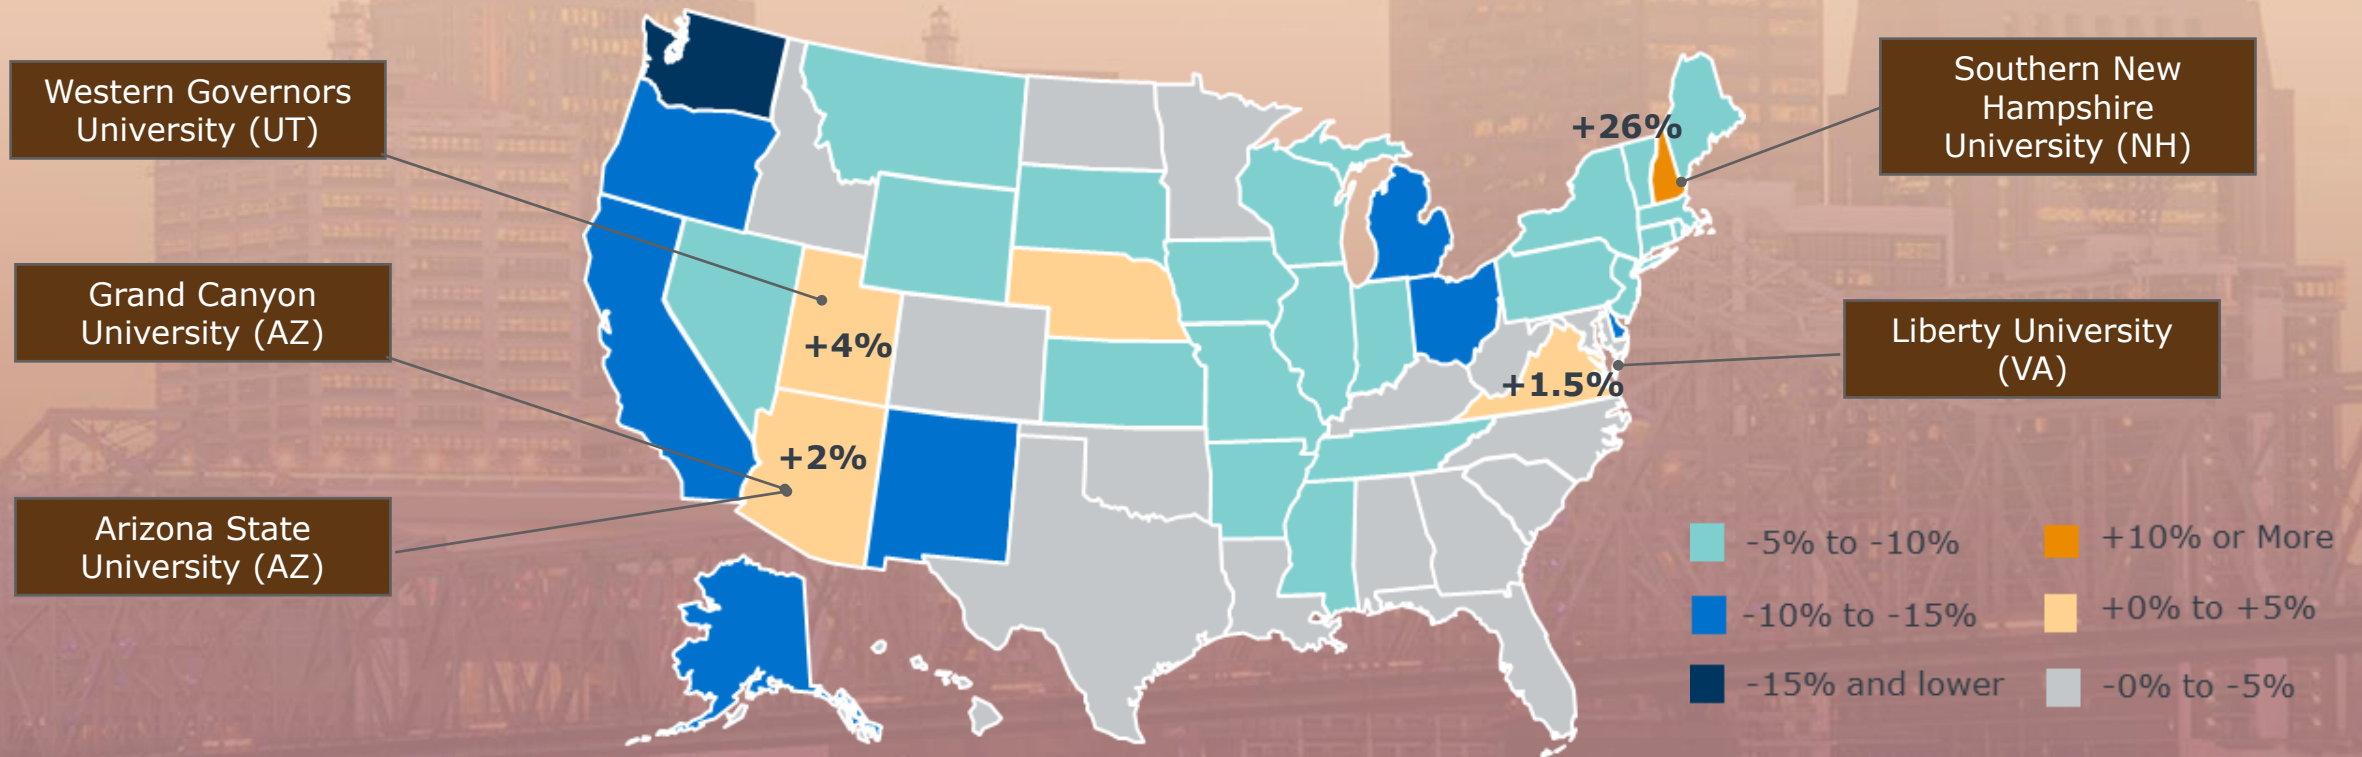 Western Governors
University (UT)
Grand Canyon
University (AZ)
Arizona State
University (AZ)
+4%
+2%
+26%
+1.5%
Southern New
Hampshire
University (NH)
Liberty University
(VA)
-5% to -10%
-10% to -15%
-15% and lower
+10% or More
+0% to +5%
-0% to -5%